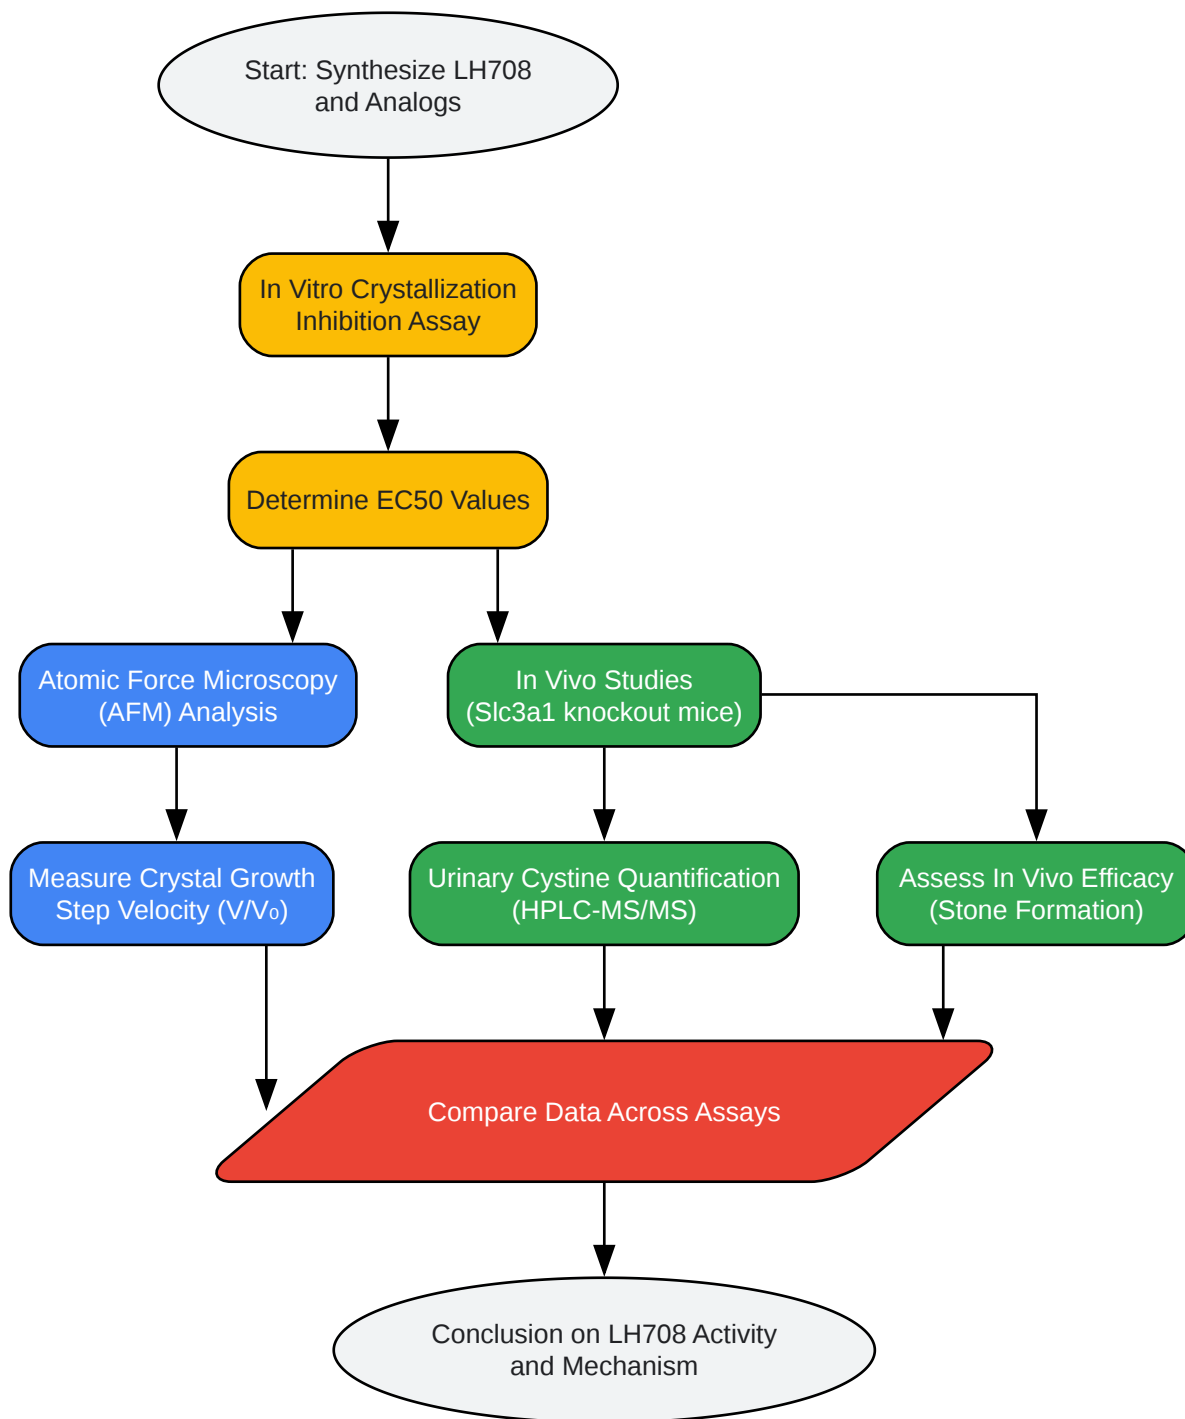 Start: Synthesize LH708
and Analogs
In Vitro Crystallization
Inhibition Assay
Determine EC50 Values
Atomic Force Microscopy
(AFM) Analysis
In Vivo Studies
(Slc3a1 knockout mice)
Measure Crystal Growth
Step Velocity (V/V₀)
Urinary Cystine Quantification
(HPLC-MS/MS)
Assess In Vivo Efficacy
(Stone Formation)
Compare Data Across Assays
Conclusion on LH708 Activity
and Mechanism